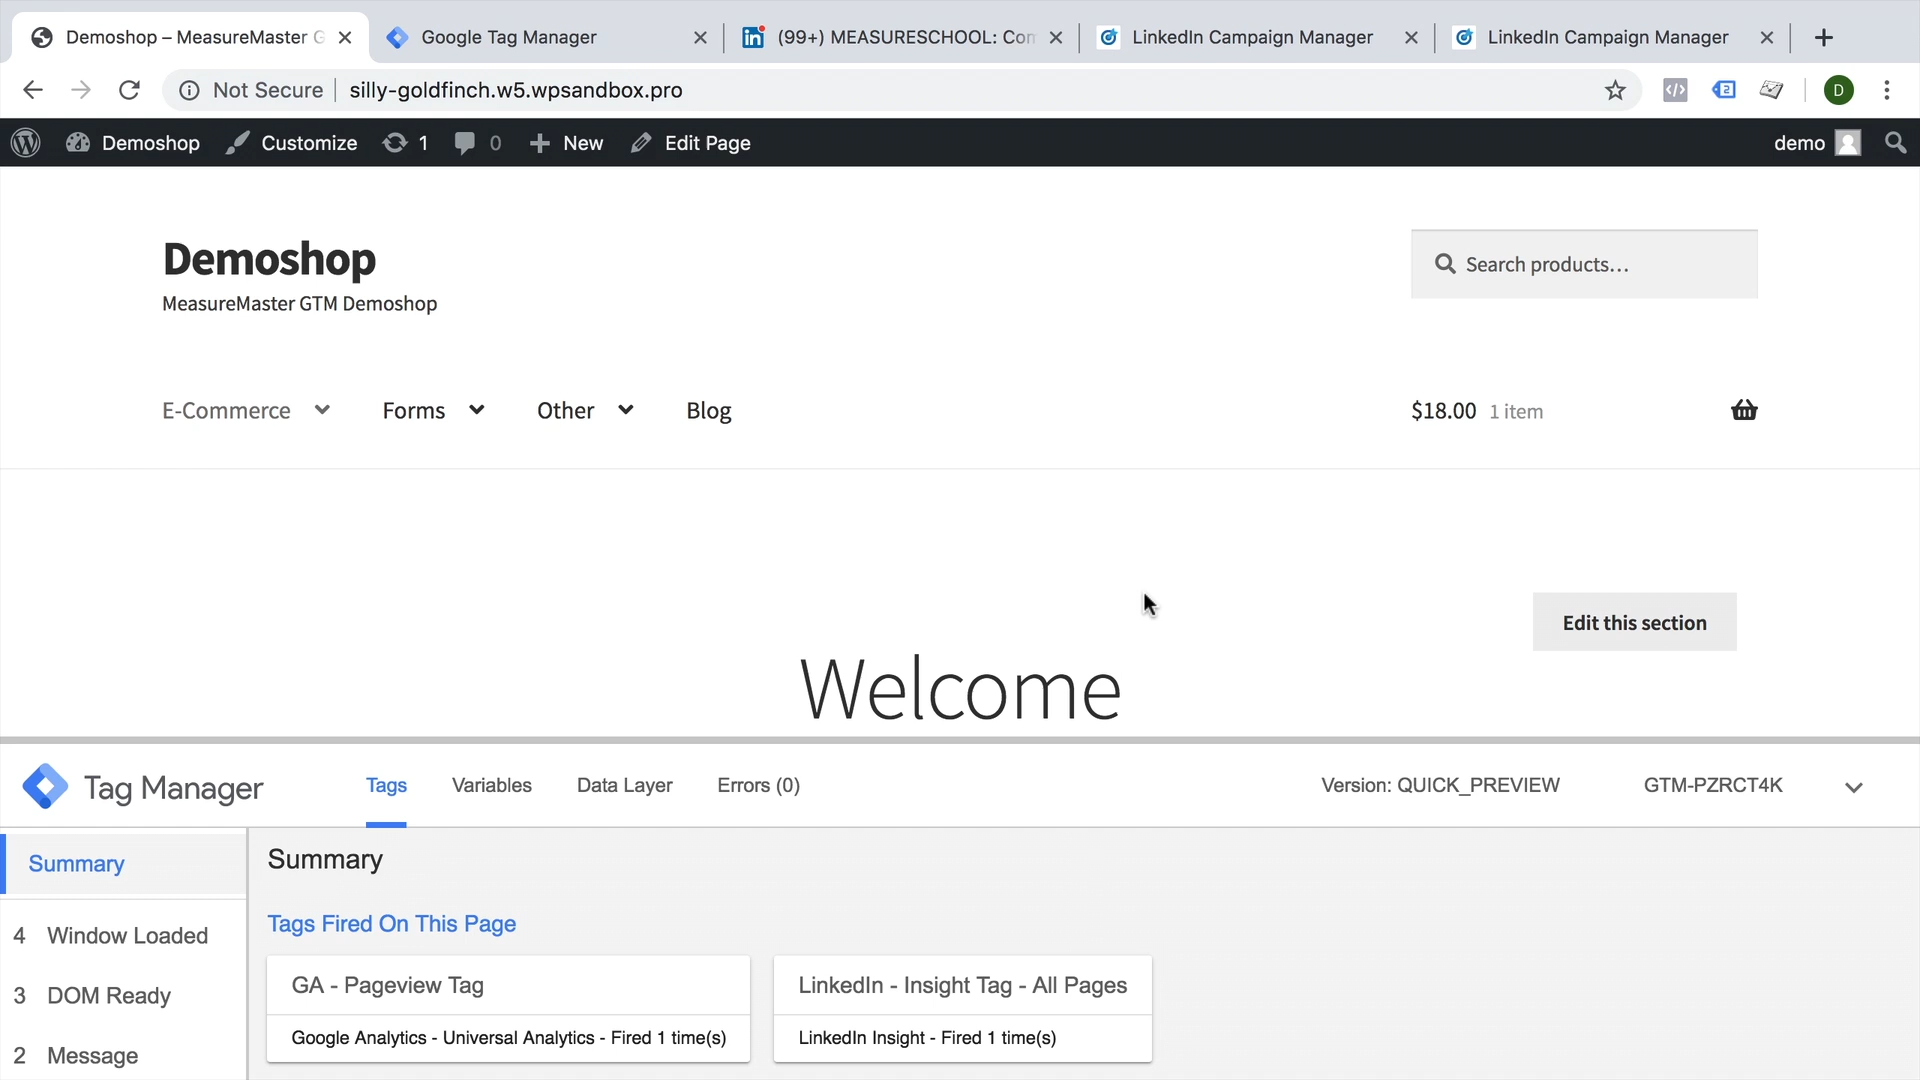 Demoshop – MeasureMaster G
Google Tag Manager
(99+) MEASURESCHOOL: Com
LinkedIn Campaign Manager
LinkedIn Campaign Manager
Not Secure
silly-goldfinch.w5.wpsandbox.pro
2
D
Demoshop
Customize
1
0
New
Edit Page
demo
Demoshop
MeasureMaster GTM Demoshop
Search products...
E-Commerce
Forms
Other
Blog
$18.00 1 item
Edit this section
Welcome
Tag Manager
Tags
Variables
Data Layer
Errors (0)
Version: QUICK_PREVIEW
GTM-PZRCT4K
Summary
4 Window Loaded
3 DOM Ready
2 Message
Summary
Tags Fired On This Page
GA - Pageview Tag
Google Analytics - Universal Analytics - Fired 1 time(s)
LinkedIn - Insight Tag - All Pages
LinkedIn Insight - Fired 1 time(s)